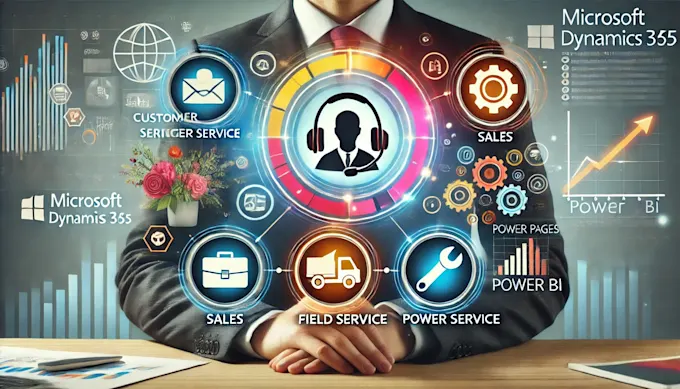 Microsoft
Dynamics 365
CUSTOMER
SERIGER SERVICE
SALES
Microsoft
Dynamis 365
Power BI
POWER PAGES
POWER BI
SALES
FIELD SERVICE
POWER SERVICE